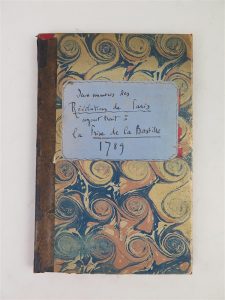 numéros des
Révolutions de Paris
ayant trait à
La Prise de la Bastille
1789